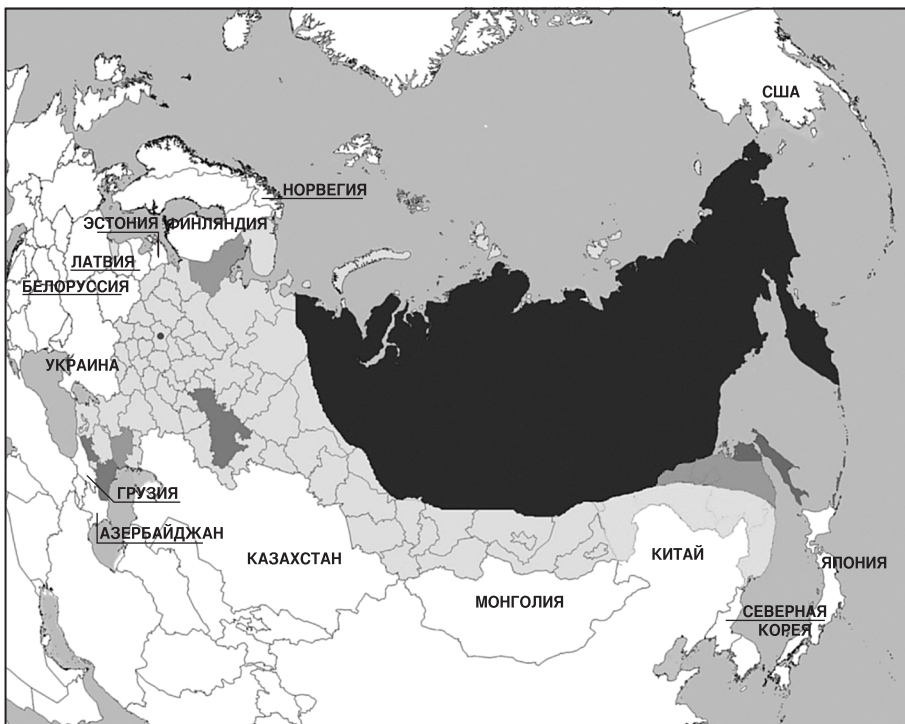 США
НОРВЕГИЯ
ЭСТОНИЯ
ФИНЛЯНДИЯ
ЛАТВИЯ
БЕЛОРУССИЯ
УКРАИНА
ГРУЗИЯ
АЗЕРБАЙДЖАН
КАЗАХСТАН
КИТАЙ
ЯПОНИЯ
МОНГОЛИЯ
СЕВЕРНАЯ
КОРЕЯ